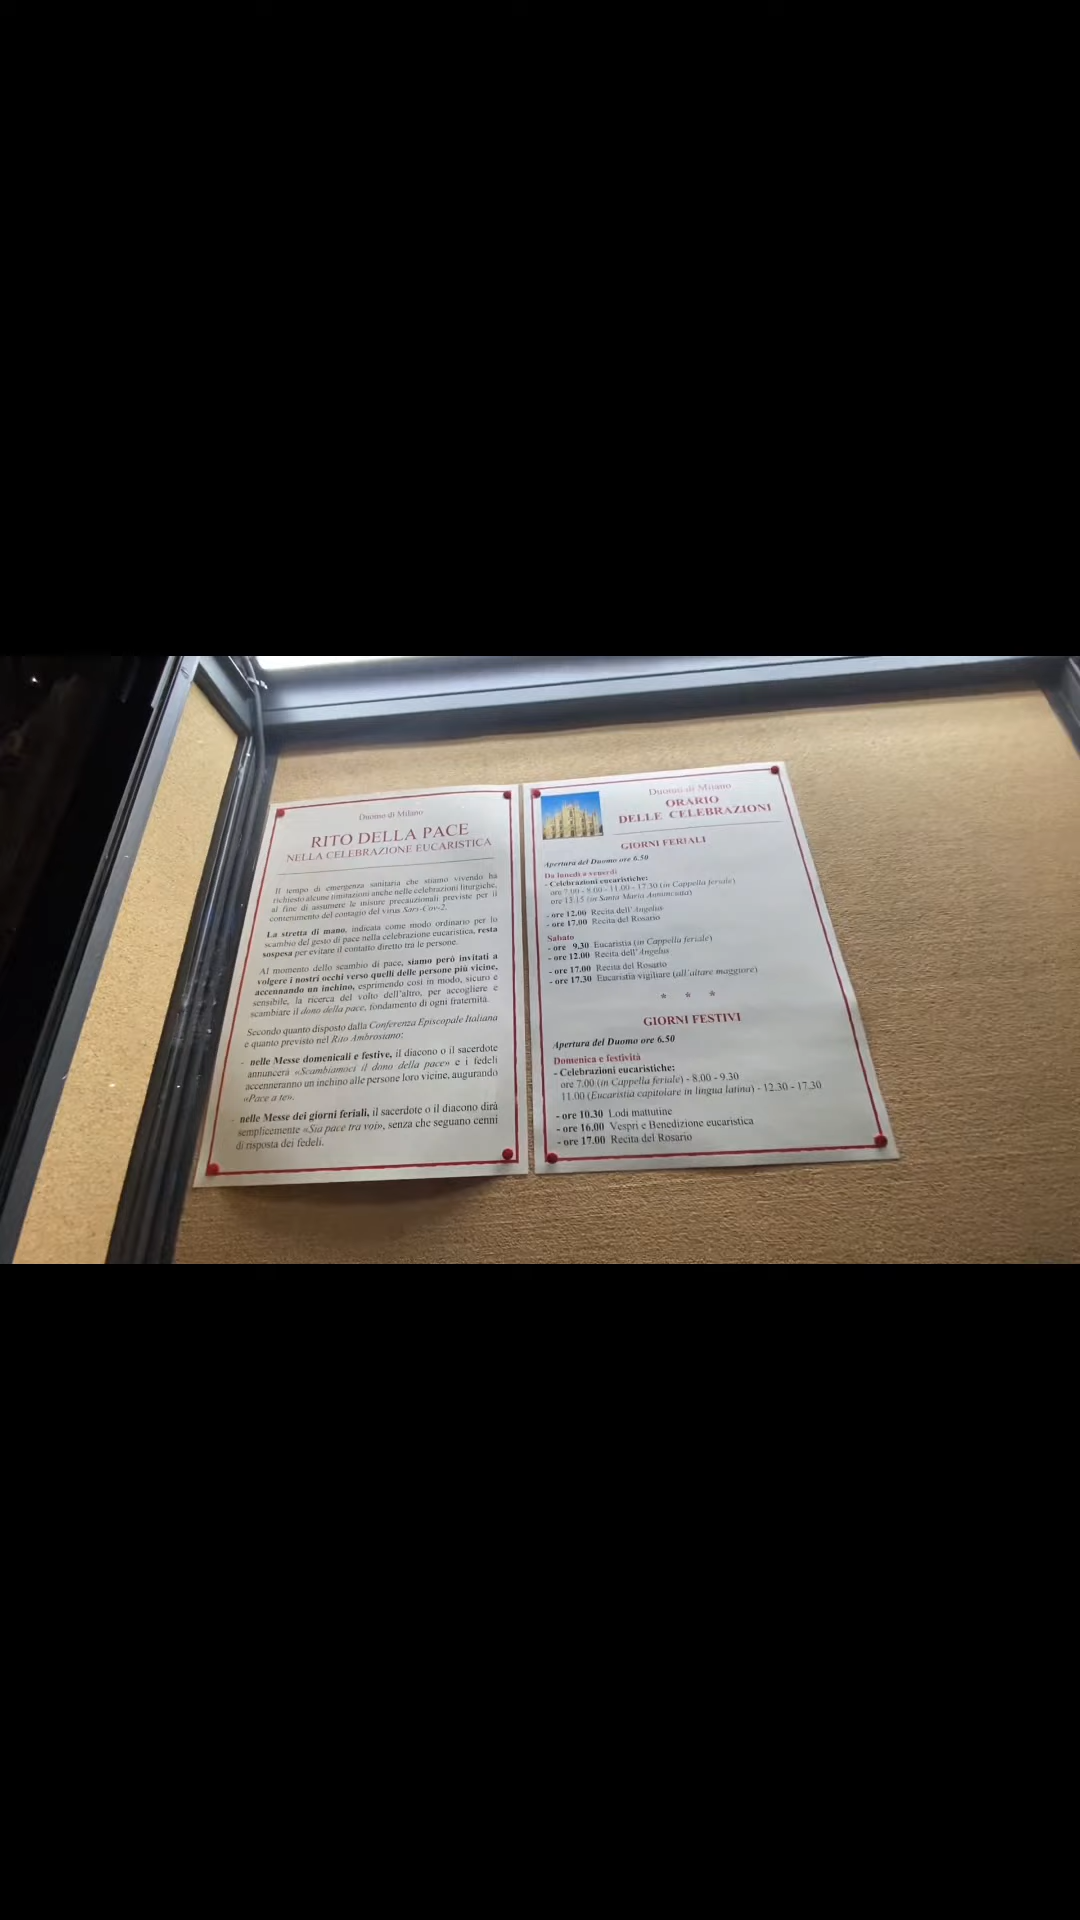 Duomo di Milano
RITO DELLA PACE
NELLA CELEBRAZIONE EUCARISTICA
Il tempo di emergenza sanitaria che stiamo vivendo ha
richiesto alcune limitazioni anche nelle celebrazioni liturgiche,
al fine di assumere le misure precauzionali previste per il
contenimento del contagio del virus Sars-Cov-2.
La stretta di mano, indicata come modo ordinario per lo
scambio del gesto di pace nella celebrazione eucaristica, resta
sospesa per evitare il contatto diretto tra le persone.
Al momento dello scambio di pace, siamo però invitati a
volgere i nostri occhi verso quelli delle persone più vicine,
accennando un inchino, esprimendo così in modo, sicuro e
sensibile, la ricerca del volto dell'altro, per accogliere e
scambiare il dono della pace, fondamento di ogni fraternità.
Secondo quanto disposto dalla Conferenza Episcopale Italiana
e quanto previsto nel Rito Ambrosiano:
- nelle Messe domenicali e festive, il diacono o il sacerdote
annuncerà «Scambiamoci il dono della pace» e i fedeli
accenneranno un inchino alle persone loro vicine, augurando
«Pace a te».
- nelle Messe dei giorni feriali, il sacerdote o il diacono dirà
semplicemente «Sia pace tra voi», senza che seguano cenni
di risposta dei fedeli.
Duomo di Milano
ORARIO
DELLE CELEBRAZIONI
GIORNI FERIALI
Apertura del Duomo ore 6.50
Da lunedì a venerdì
- Celebrazioni eucaristiche:
ore 7.00 - 8.00 - 11.00 - 17.30 (in Cappella feriale)
ore 13.15 (in Santa Maria Annunciata)
- ore 12.00 Recita dell'Angelus
- ore 17.00 Recita del Rosario
Sabato
- ore 9.30 Eucaristia (in Cappella feriale)
- ore 12.00 Recita dell'Angelus
- ore 17.00 Recita del Rosario
- ore 17.30 Eucaristia vigiliare (all'altare maggiore)
* * *
GIORNI FESTIVI
Apertura del Duomo ore 6.50
Domenica e festività
- Celebrazioni eucaristiche:
ore 7.00 (in Cappella feriale) - 8.00 - 9.30
11.00 (Eucaristia capitolare in lingua latina) - 12.30 - 17.30
- ore 10.30 Lodi mattutine
- ore 16.00 Vespri e Benedizione eucaristica
- ore 17.00 Recita del Rosario